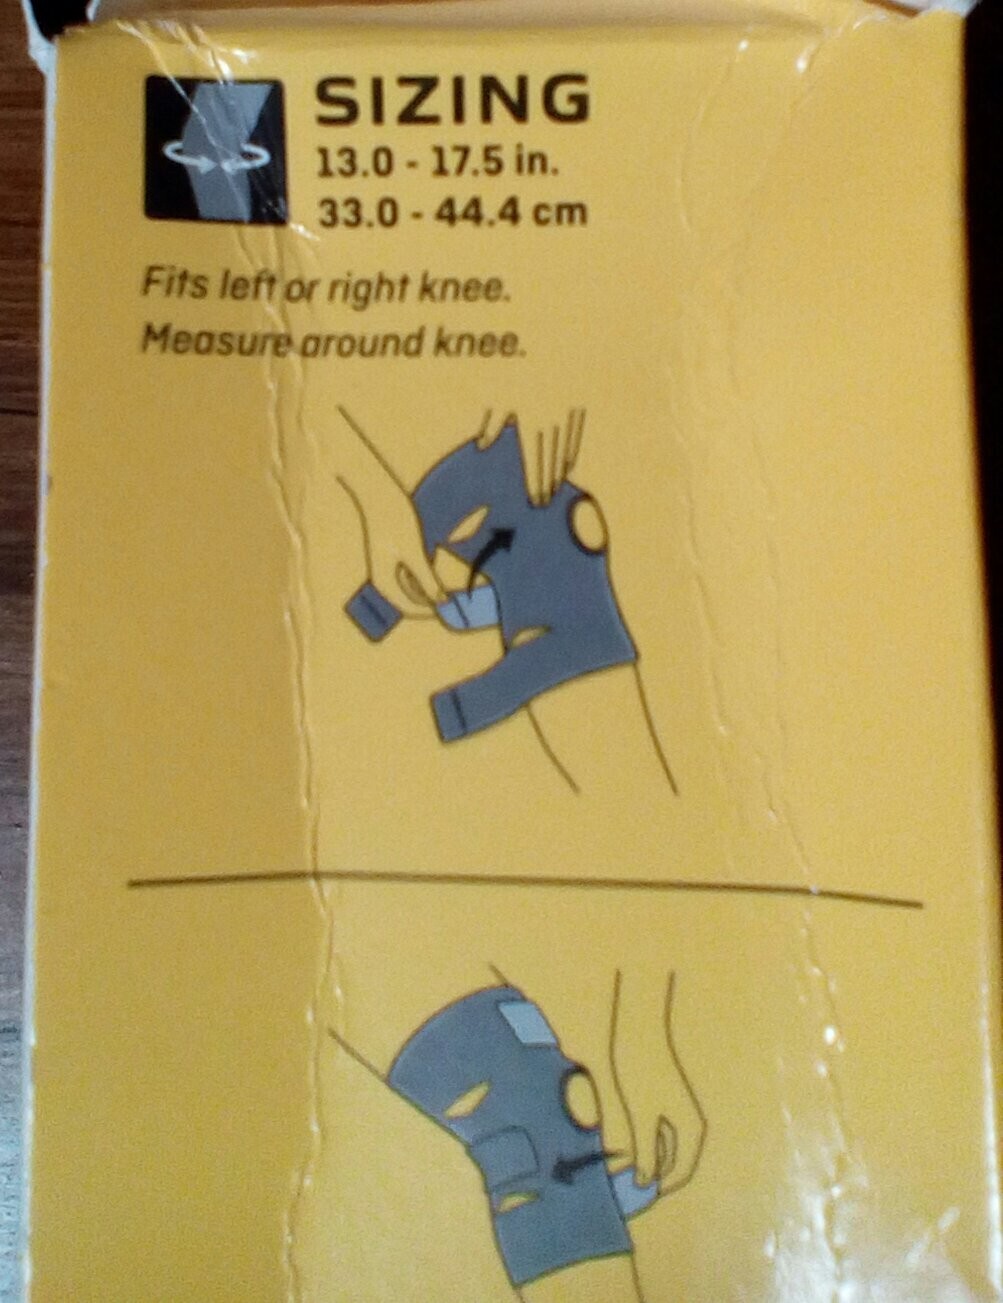 SIZING
13.0 - 17.5 in.
33.0 - 44.4 cm
Fits left or right knee.
Measure around knee.